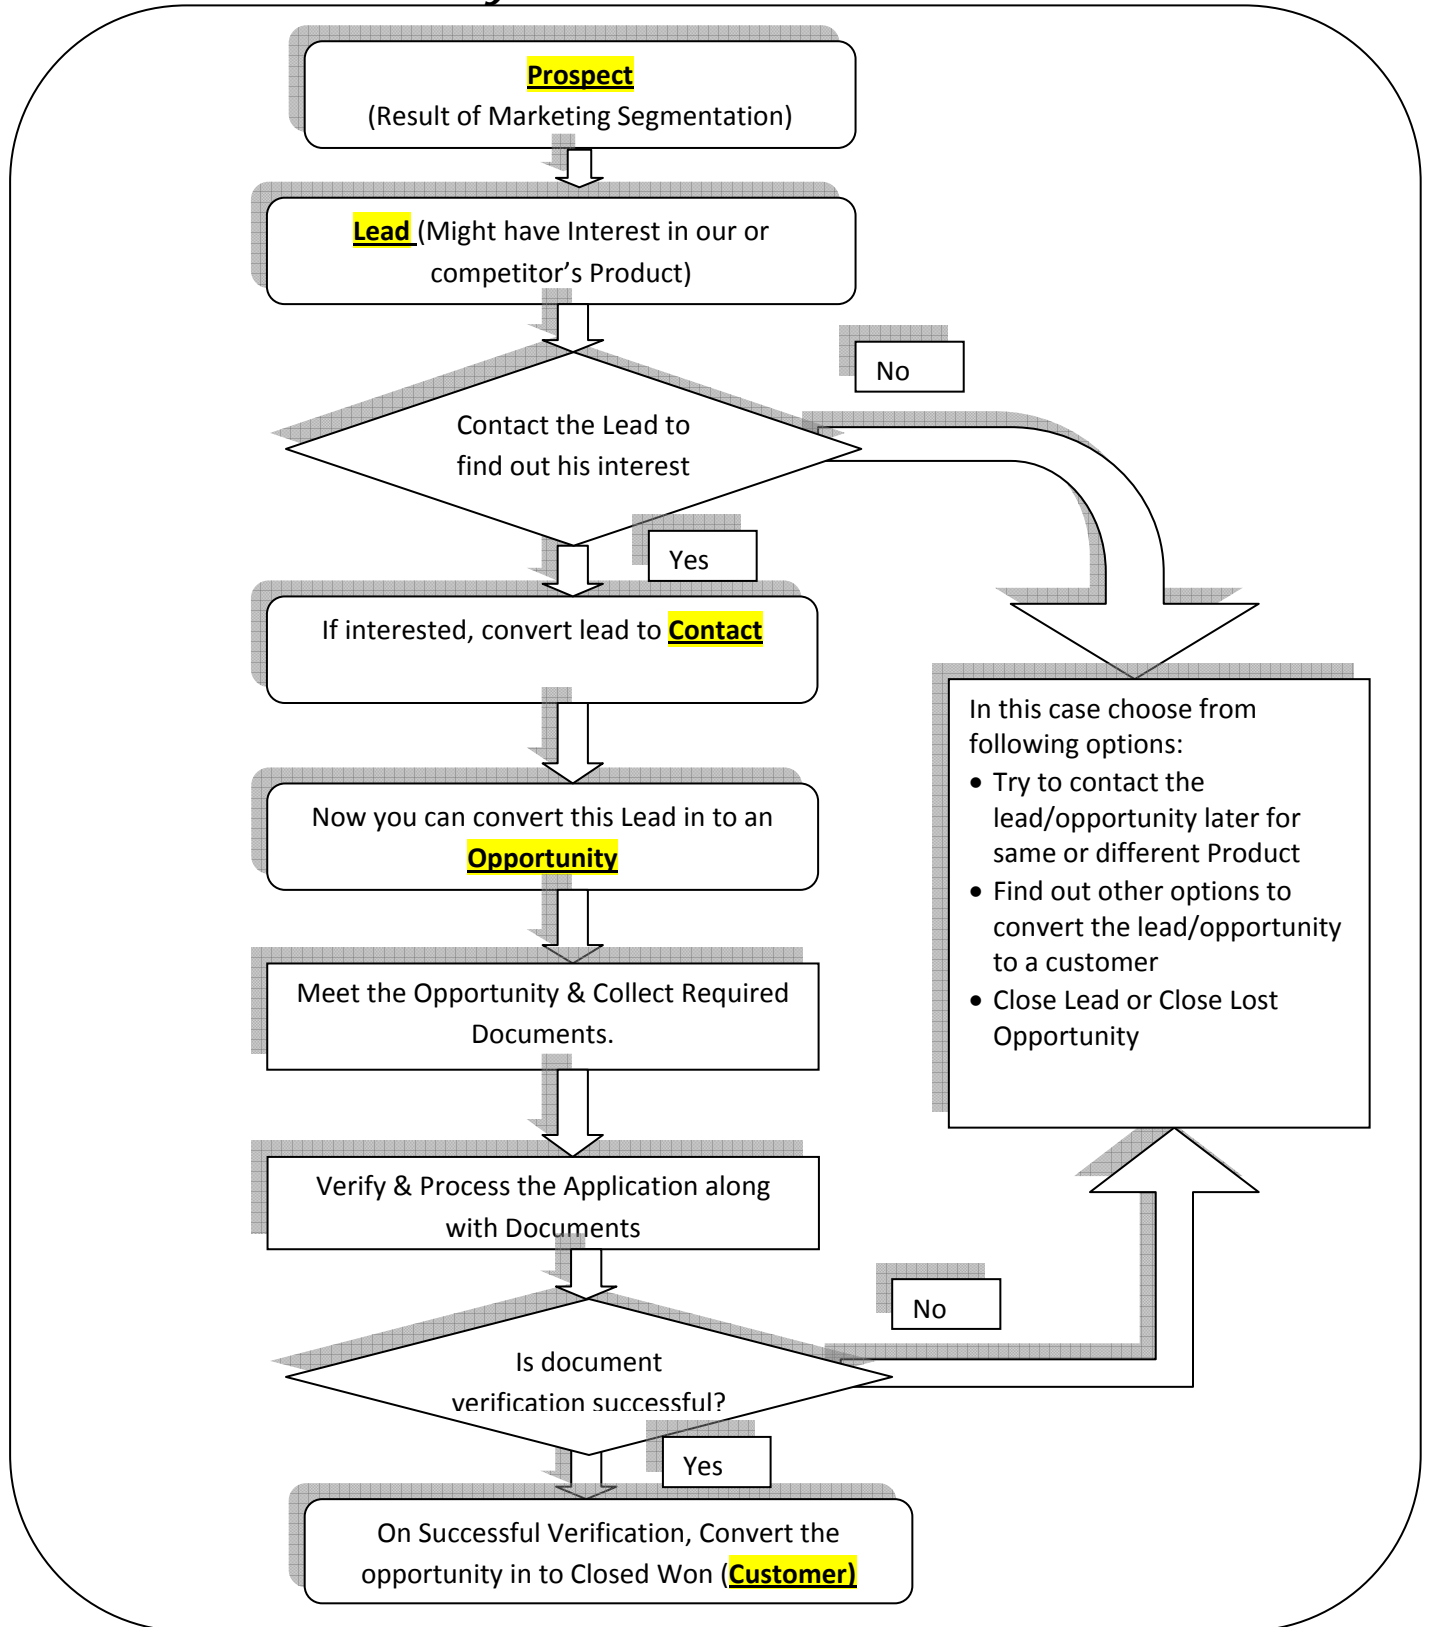 Prospect
(Result of Marketing Segmentation)
Lead (Might have Interest in our or
competitor’s Product)
No
Contact the Lead to
find out his interest
Yes
If interested, convert lead to Contact
Now you can convert this Lead in to an
Opportunity
Meet the Opportunity & Collect Required
Documents.
Verify & Process the Application along
with Documents
In this case choose from
following options:
• Try to contact the
lead/opportunity later for
same or different Product
• Find out other options to
convert the lead/opportunity
to a customer
• Close Lead or Close Lost
Opportunity
No
Is document
verification successful?
Yes
On Successful Verification, Convert the
opportunity in to Closed Won (Customer)